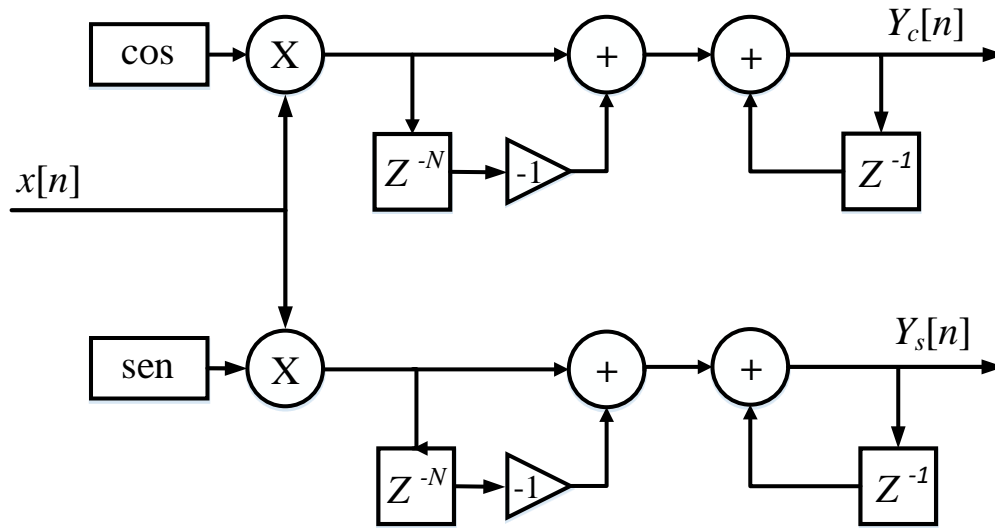 cos
X
+
+
Y_c[n]
Z^-N
-1
Z^-1
x[n]
sen
X
+
+
Y_s[n]
Z^-N
-1
Z^-1